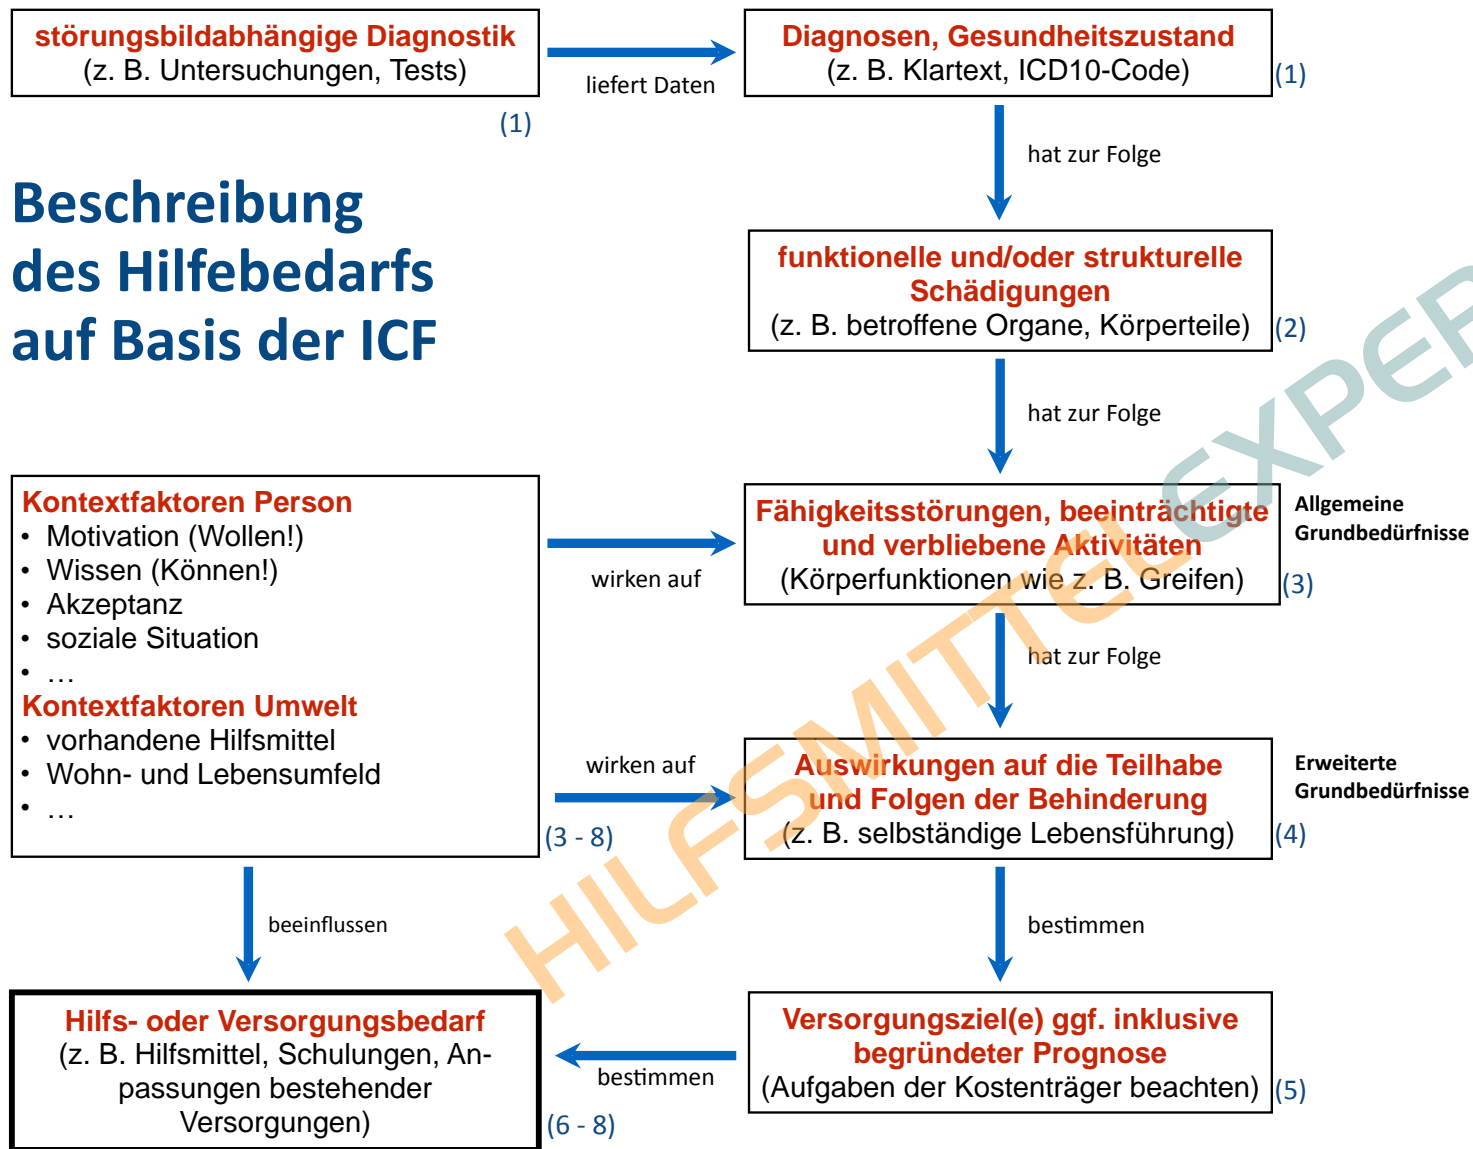 störungsbildabhängige Diagnostik
(z. B. Untersuchungen, Tests)
(1)
liefert Daten
Diagnosen, Gesundheitszustand
(z. B. Klartext, ICD10-Code)
(1)
hat zur Folge
Beschreibung
des Hilfebedarfs
auf Basis der ICF
funktionelle und/oder strukturelle
Schädigungen
(z. B. betroffene Organe, Körperteile)
(2)
hat zur Folge
Kontextfaktoren Person
• Motivation (Wollen!)
• Wissen (Können!)
• Akzeptanz
• soziale Situation
• …
Kontextfaktoren Umwelt
• vorhandene Hilfsmittel
• Wohn- und Lebensumfeld
• …
(3 - 8)
wirken auf
Fähigkeitsstörungen, beeinträchtigte
und verbliebene Aktivitäten
(Körperfunktionen wie z. B. Greifen)
(3)
Allgemeine
Grundbedürfnisse
hat zur Folge
wirken auf
Auswirkungen auf die Teilhabe
und Folgen der Behinderung
(z. B. selbständige Lebensführung)
(4)
Erweiterte
Grundbedürfnisse
beeinflussen
bestimmen
Hilfs- oder Versorgungsbedarf
(z. B. Hilfsmittel, Schulungen, An-
passungen bestehender
Versorgungen)
(6 - 8)
bestimmen
Versorgungsziel(e) ggf. inklusive
begründeter Prognose
(Aufgaben der Kostenträger beachten)
(5)
HILFSMITTELEXPER